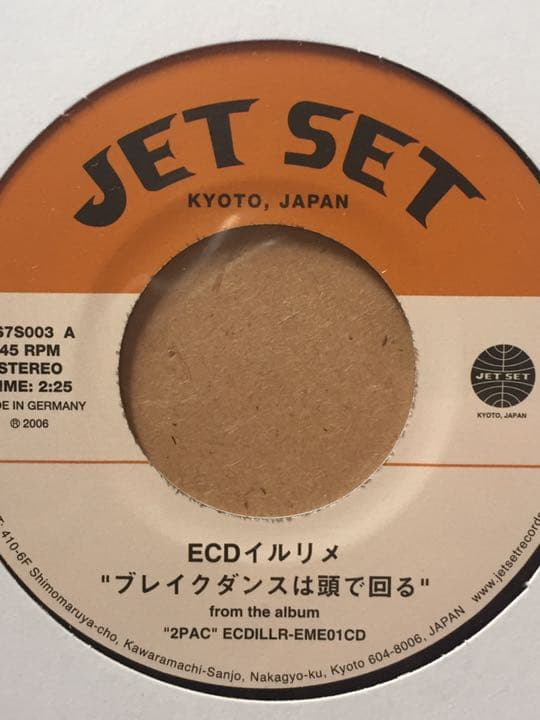 JET SET
KYOTO, JAPAN
S7S003 A
45 RPM
STEREO
TIME: 2:25
MADE IN GERMANY
℗ 2006
JET SET
KYOTO, JAPAN
ECDイルリメ
"ブレイクダンスは頭で回る"
from the album
"2PAC" ECDILLR-EME01CD
410-6F Shimomaruya-cho, Kawaramachi-Sanjo, Nakagyo-ku, Kyoto 604-8006, JAPAN www.jetsetrecords